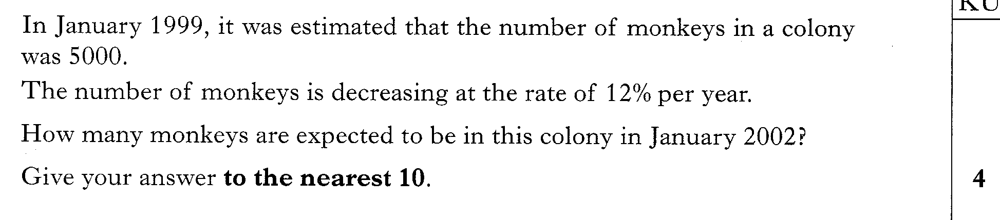 KU
In January 1999, it was estimated that the number of monkeys in a colony
was 5000.
The number of monkeys is decreasing at the rate of 12% per year.
How many monkeys are expected to be in this colony in January 2002?
Give your answer to the nearest 10.
4